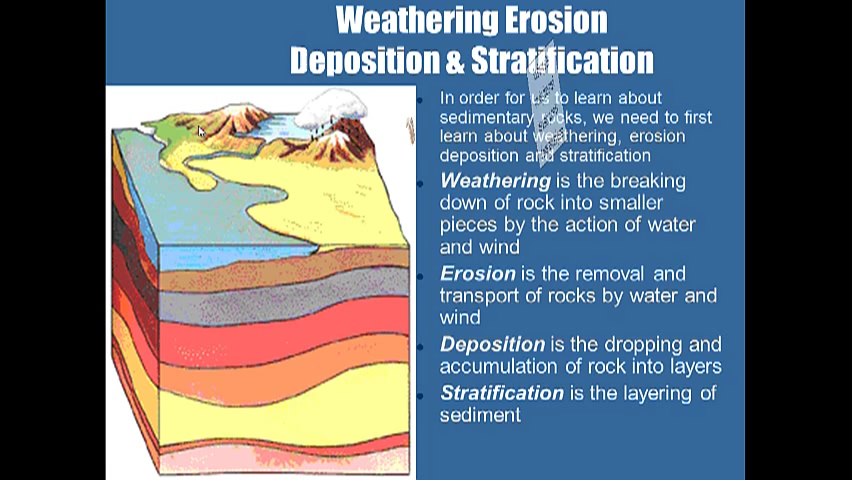 Weathering Erosion
Deposition & Stratification
In order for us to learn about
sedimentary rocks, we need to first
learn about weathering, erosion
deposition and stratification
Weathering is the breaking
down of rock into smaller
pieces by the action of water
and wind
Erosion is the removal and
transport of rocks by water and
wind
Deposition is the dropping and
accumulation of rock into layers
Stratification is the layering of
sediment